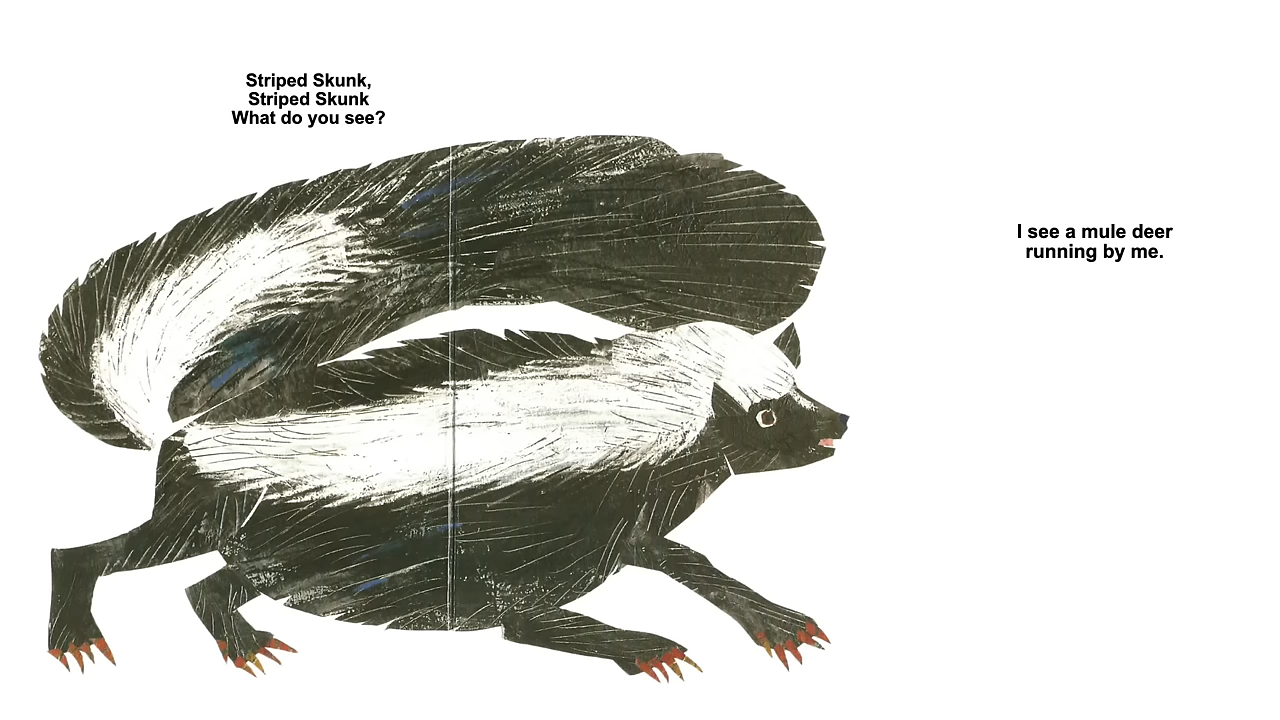 Striped Skunk,
Striped Skunk
What do you see?
I see a mule deer
running by me.